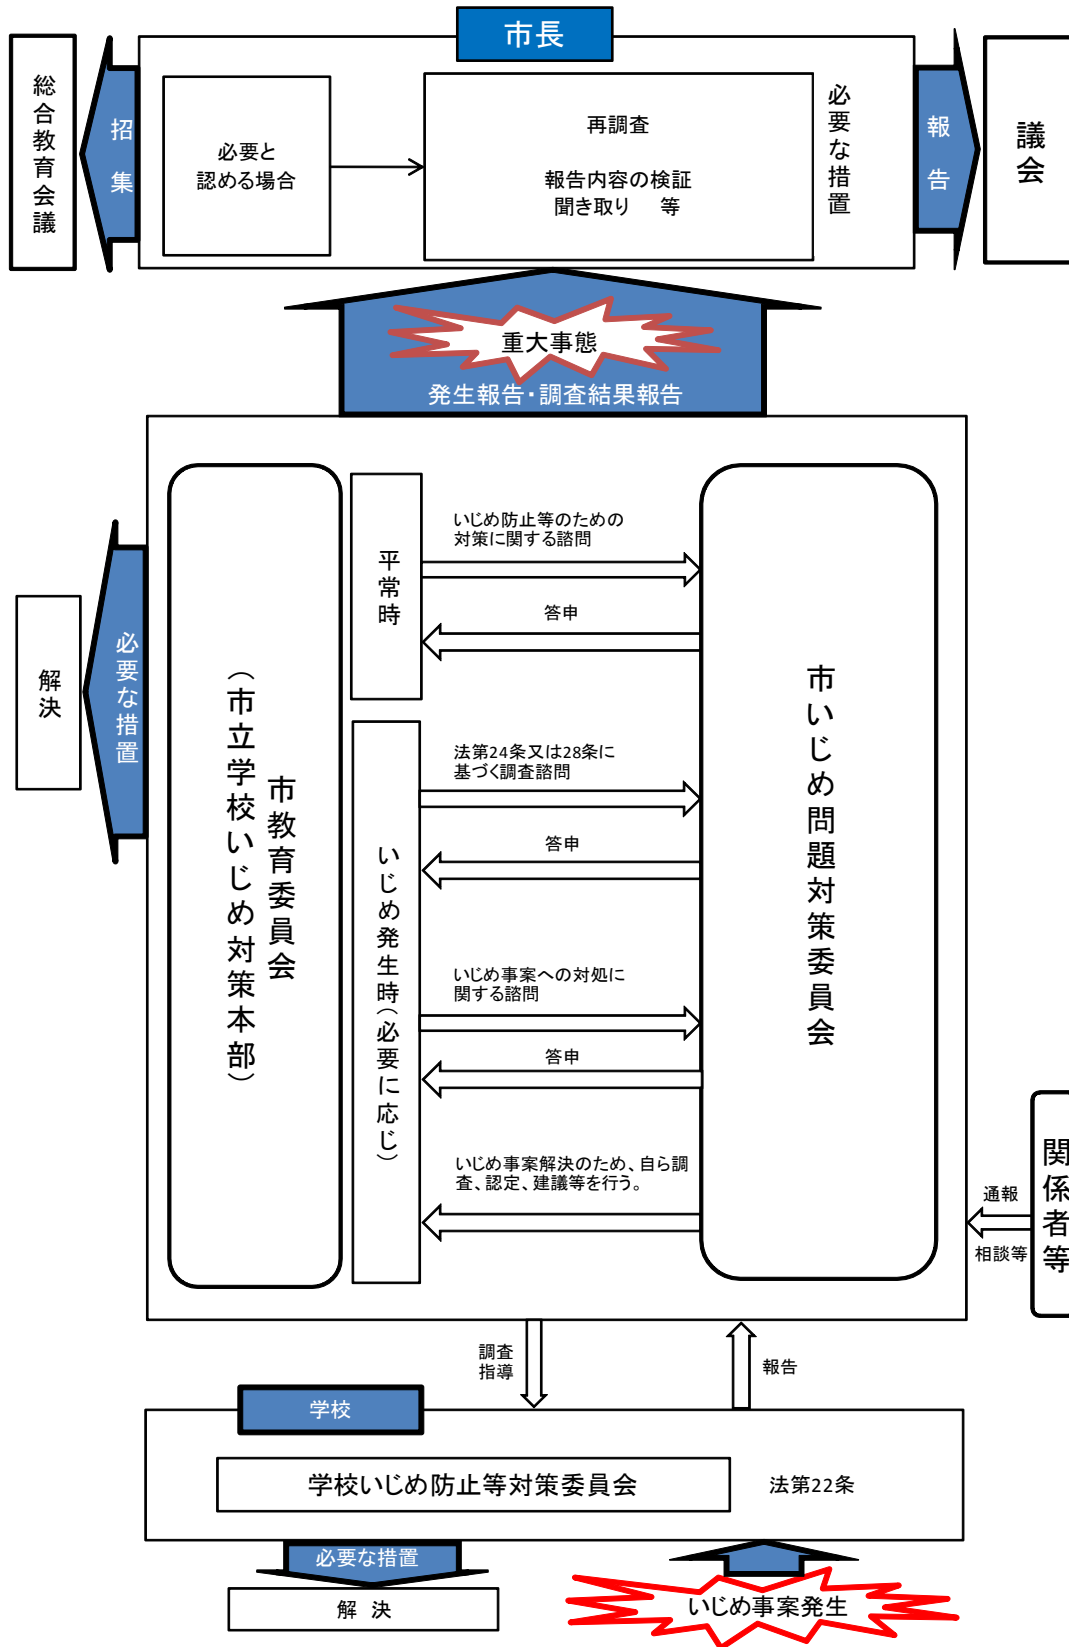 市長
総合教育会議
招集
必要と
認める場合
再調査
報告内容の検証
聞き取り 等
必要な措置
報告
議会
重大事態
発生報告・調査結果報告
解決
必要な措置
市教育委員会
（市立学校いじめ対策本部）
平常時
いじめ防止等のための
対策に関する諮問
答申
いじめ発生時（必要に応じ）
法第24条又は28条に
基づく調査諮問
答申
いじめ事案への対処に
関する諮問
答申
いじめ事案解決のため、自ら調
査、認定、建議等を行う。
市いじめ問題対策委員会
関係者等
通報
相談等
調査
指導
報告
学校
学校いじめ防止等対策委員会
法第22条
必要な措置
解 決
いじめ事案発生